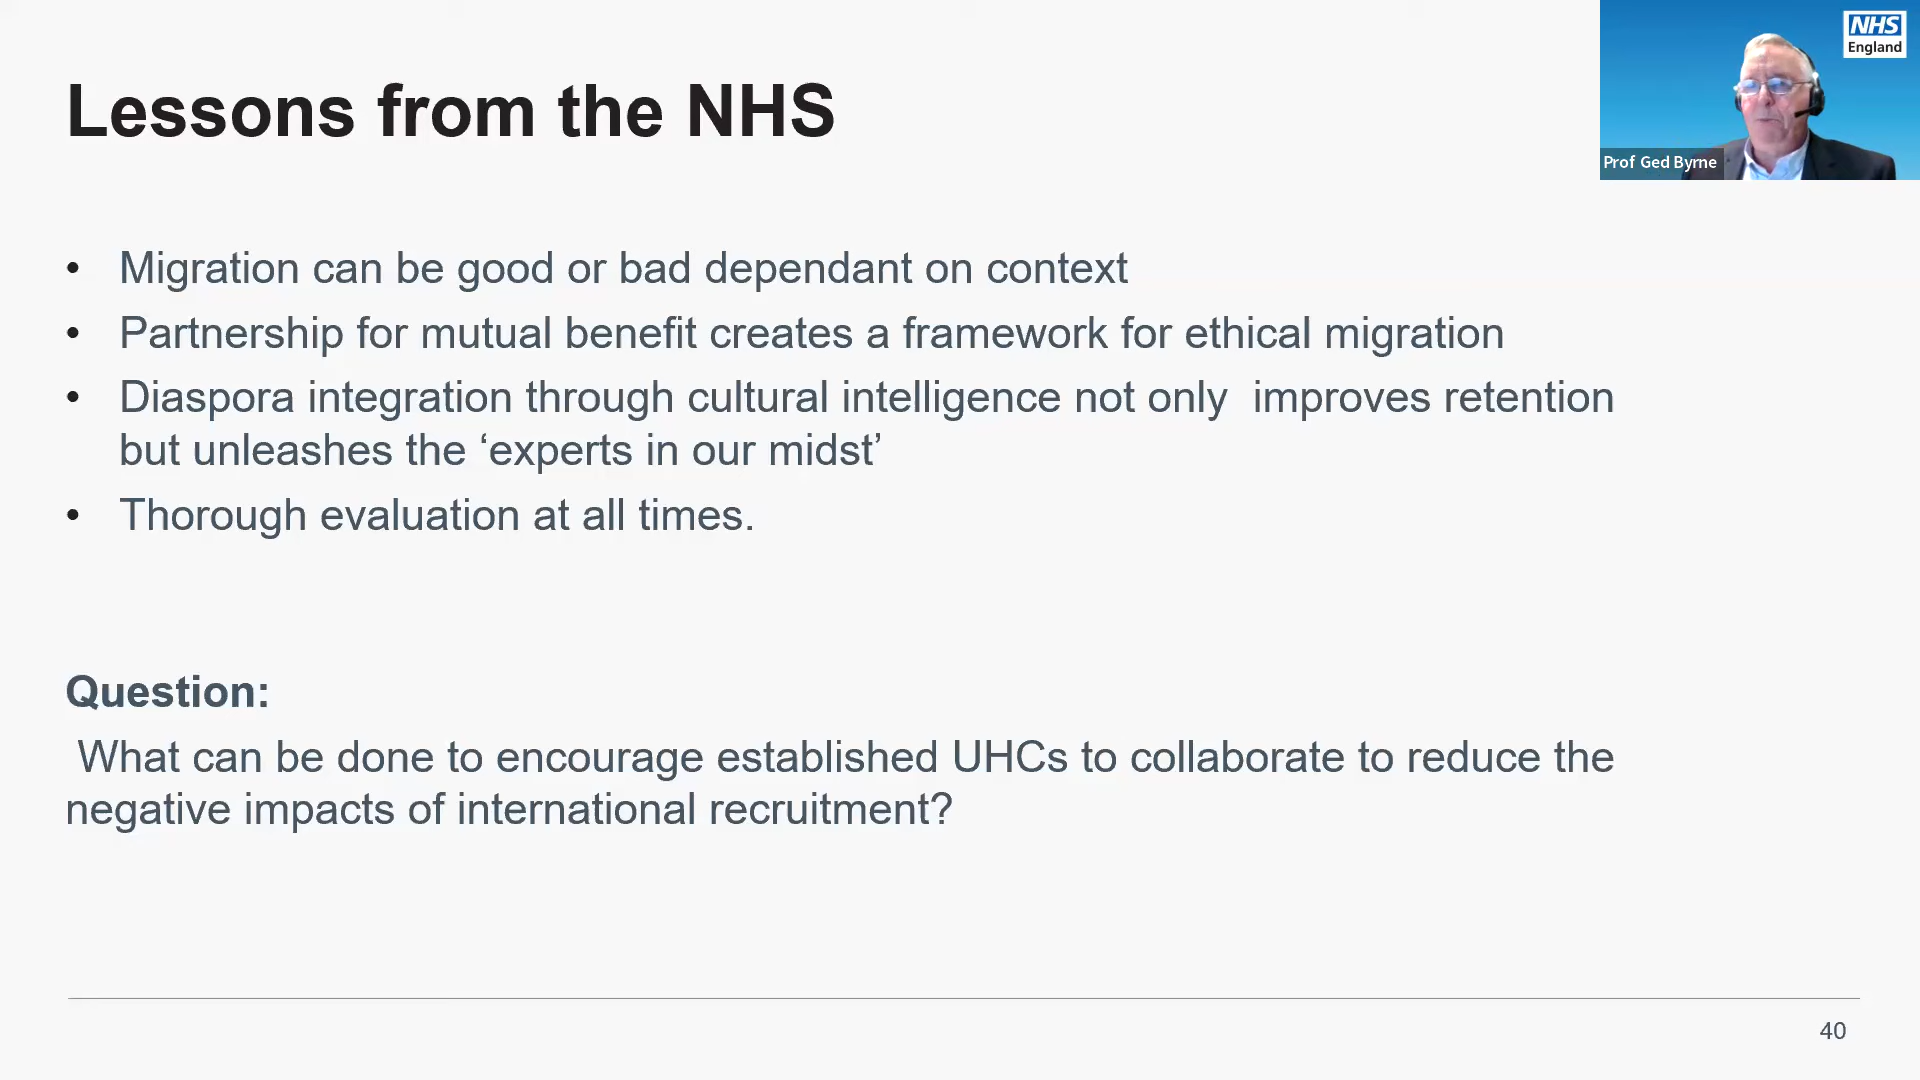 NHS
England
Prof Ged Byrne
Lessons from the NHS
• Migration can be good or bad dependant on context
• Partnership for mutual benefit creates a framework for ethical migration
• Diaspora integration through cultural intelligence not only  improves retention
but unleashes the ‘experts in our midst’
• Thorough evaluation at all times.
Question:
What can be done to encourage established UHCs to collaborate to reduce the
negative impacts of international recruitment?
40